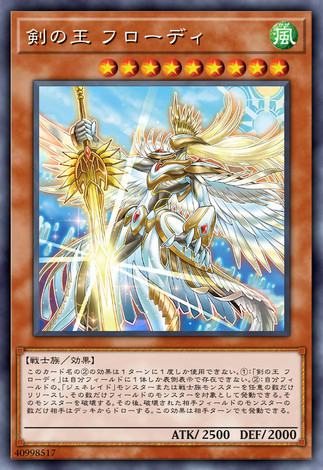 剣の王 フローディ
風
【戦士族／効果】
このカード名の②の効果は１ターンに１度しか使用できない。①：「剣の王 フ
ローディ」は自分フィールドに１体しか表側表示で存在できない。②：自分フィ
ールドの、「ジェネレイド」モンスターまたは戦士族モンスターを任意の数だけ
リリースし、その数だけフィールドのモンスターを対象として発動できる。そ
のモンスターを破壊する。その後、破壊された相手フィールドのモンスターの
数だけ相手はデッキからドローする。この効果は相手ターンでも発動できる。
ATK/ 2500 DEF/2000
40998517